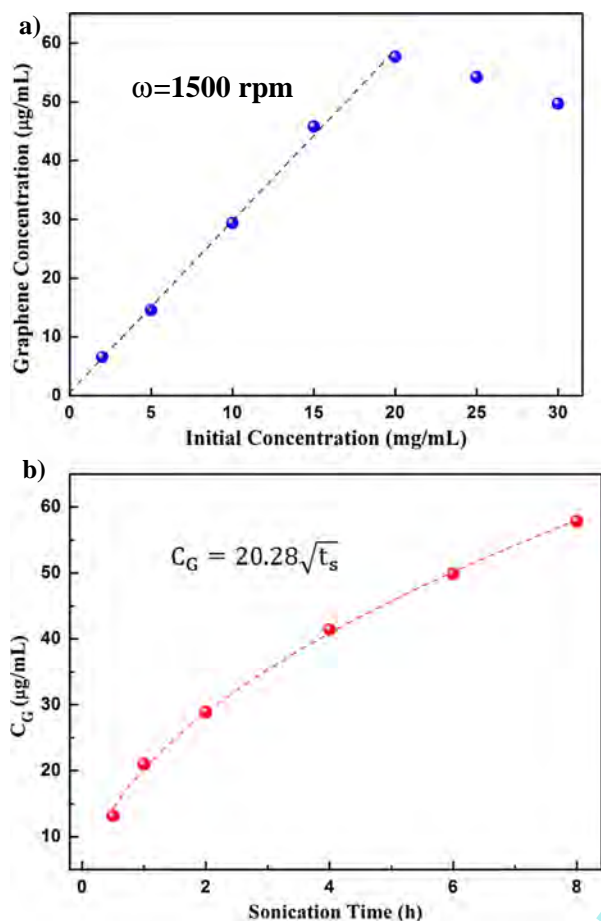 a)
60
50
40
30
20
10
0
ω=1500 rpm
Graphene Concentration (µg/mL)
0 5 10 15 20 25 30
Initial Concentration (mg/mL)
b)
60
50
40
30
20
10
C_G = 20.28√t_s
C_G (µg/mL)
0 2 4 6 8
Sonication Time (h)